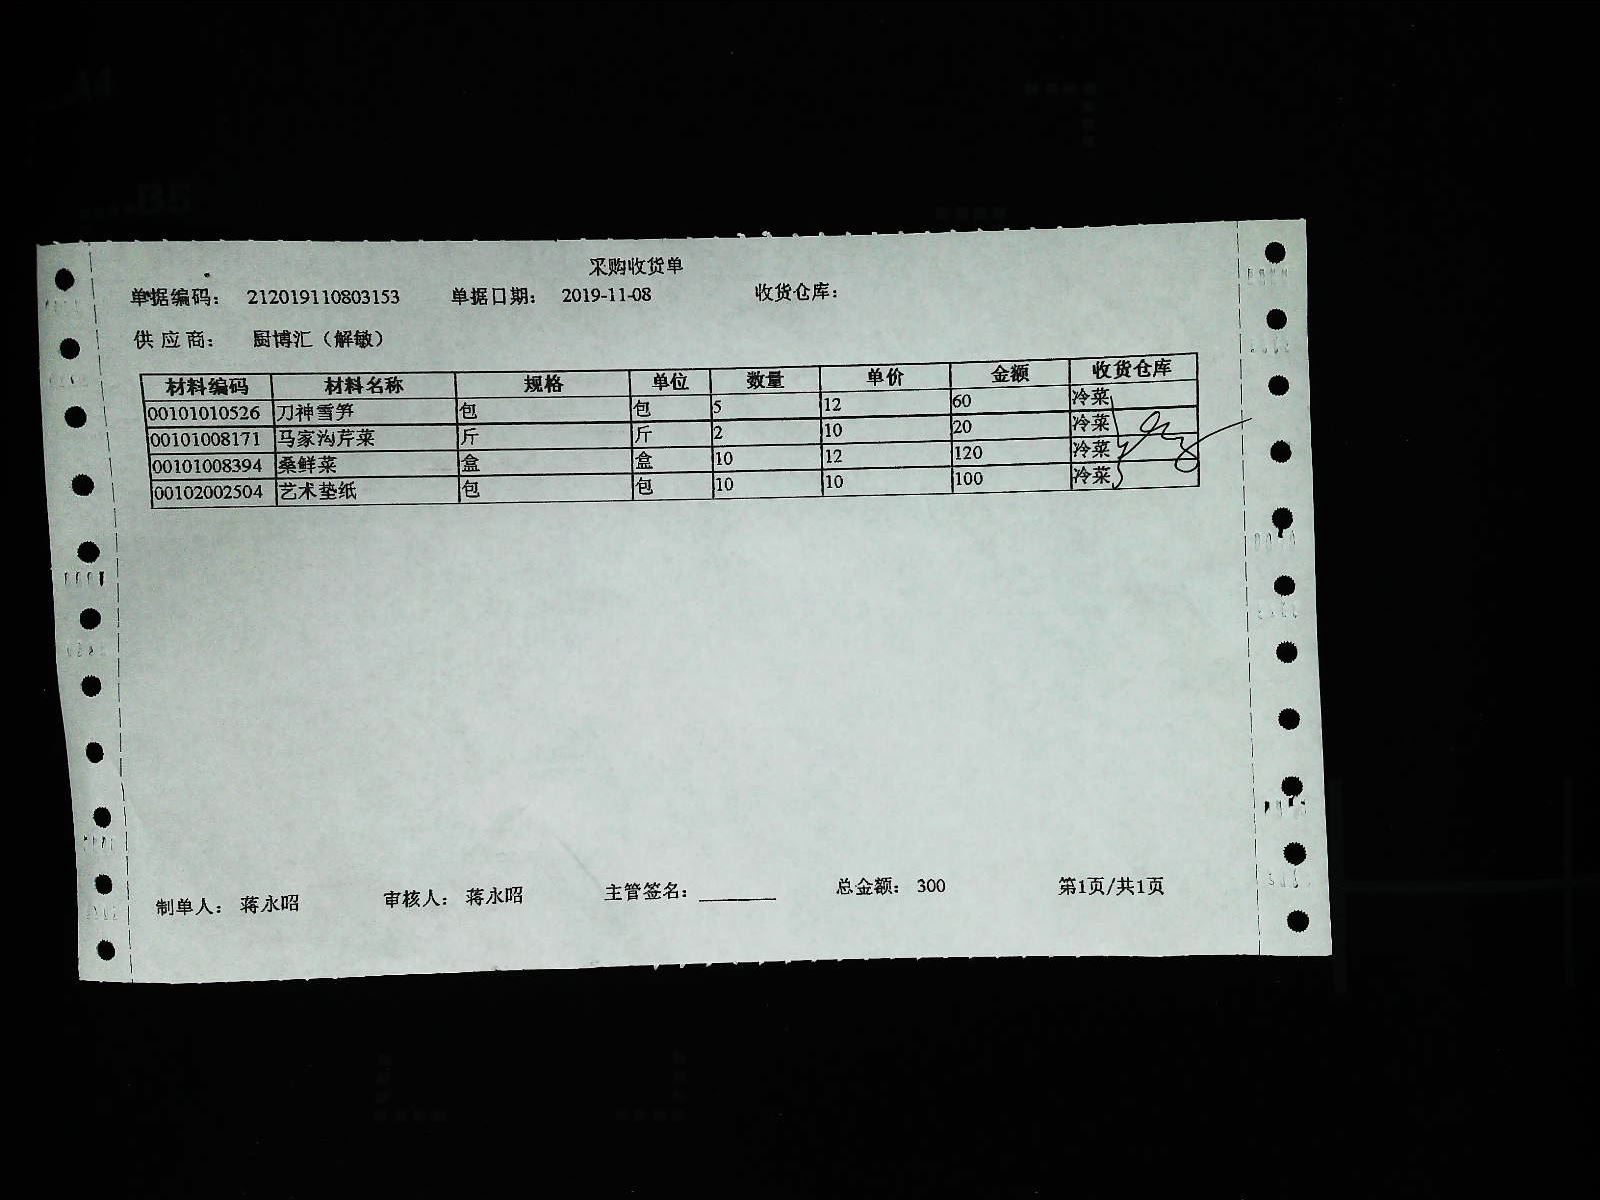 采购收货单
单据编码： 212019110803153 单据日期： 2019-11-08 收货仓库：
供应商： 厨博汇（解敏）
材料编码 材料名称 规格 单位 数量 单价 金额 收货仓库
00101010526 刀神雪笋 包 包 5 12 60 冷菜
00101008171 马家沟芹菜 斤 斤 2 10 20 冷菜
00101008394 桑鲜菜 盒 盒 10 12 120 冷菜
00102002504 艺术垫纸 包 包 10 10 100 冷菜
制单人： 蒋永昭 审核人： 蒋永昭 主管签名： 总金额： 300 第1页/共1页